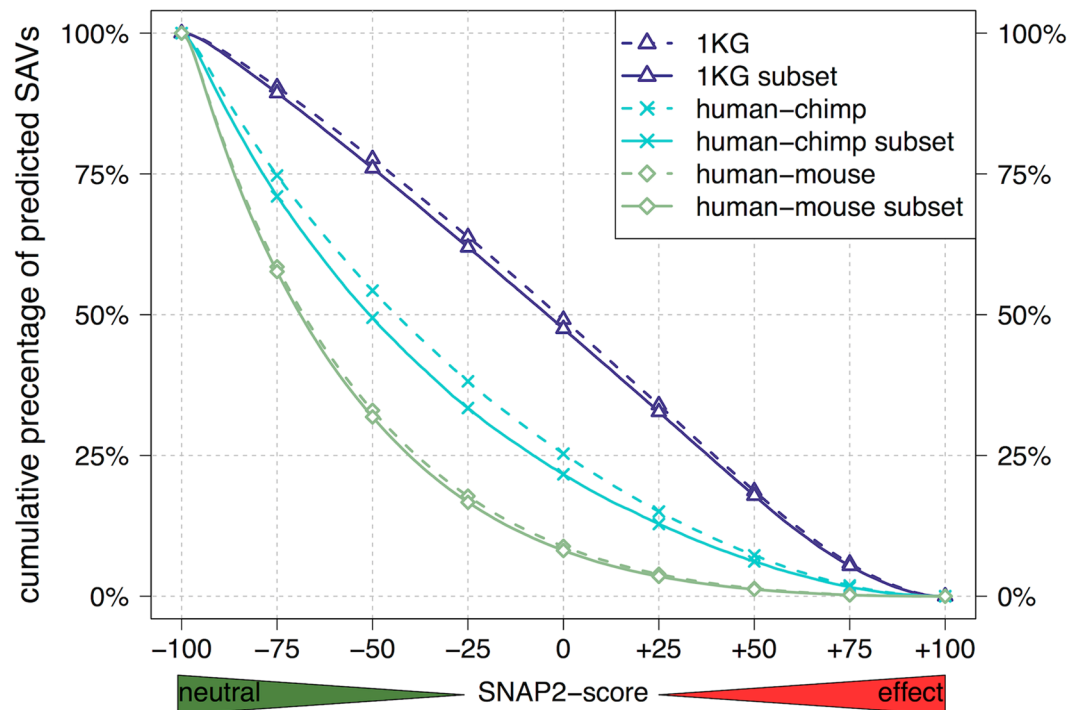 cumulative precentage of predicted SAVs
100%
75%
50%
25%
0%
100%
75%
50%
25%
0%
1KG
1KG subset
human−chimp
human−chimp subset
human−mouse
human−mouse subset
−100 −75 −50 −25 0 +25 +50 +75 +100
neutral SNAP2−score effect